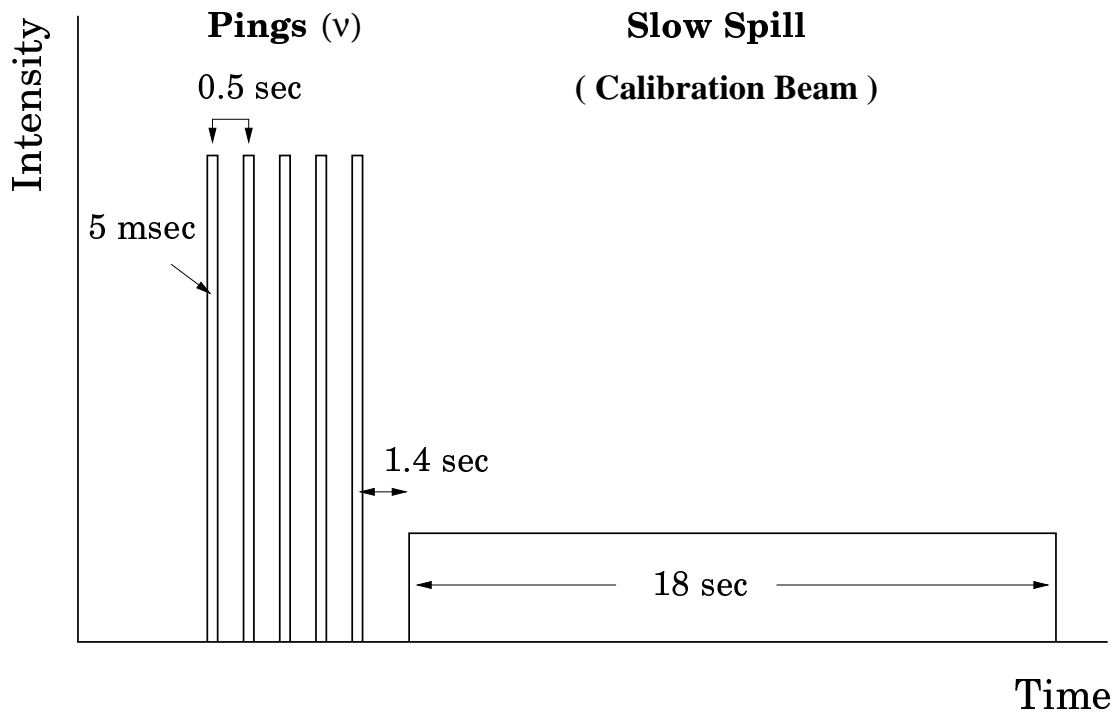 Pings (ν)
Slow Spill
( Calibration Beam )
0.5 sec
Intensity
5 msec
1.4 sec
18 sec
Time